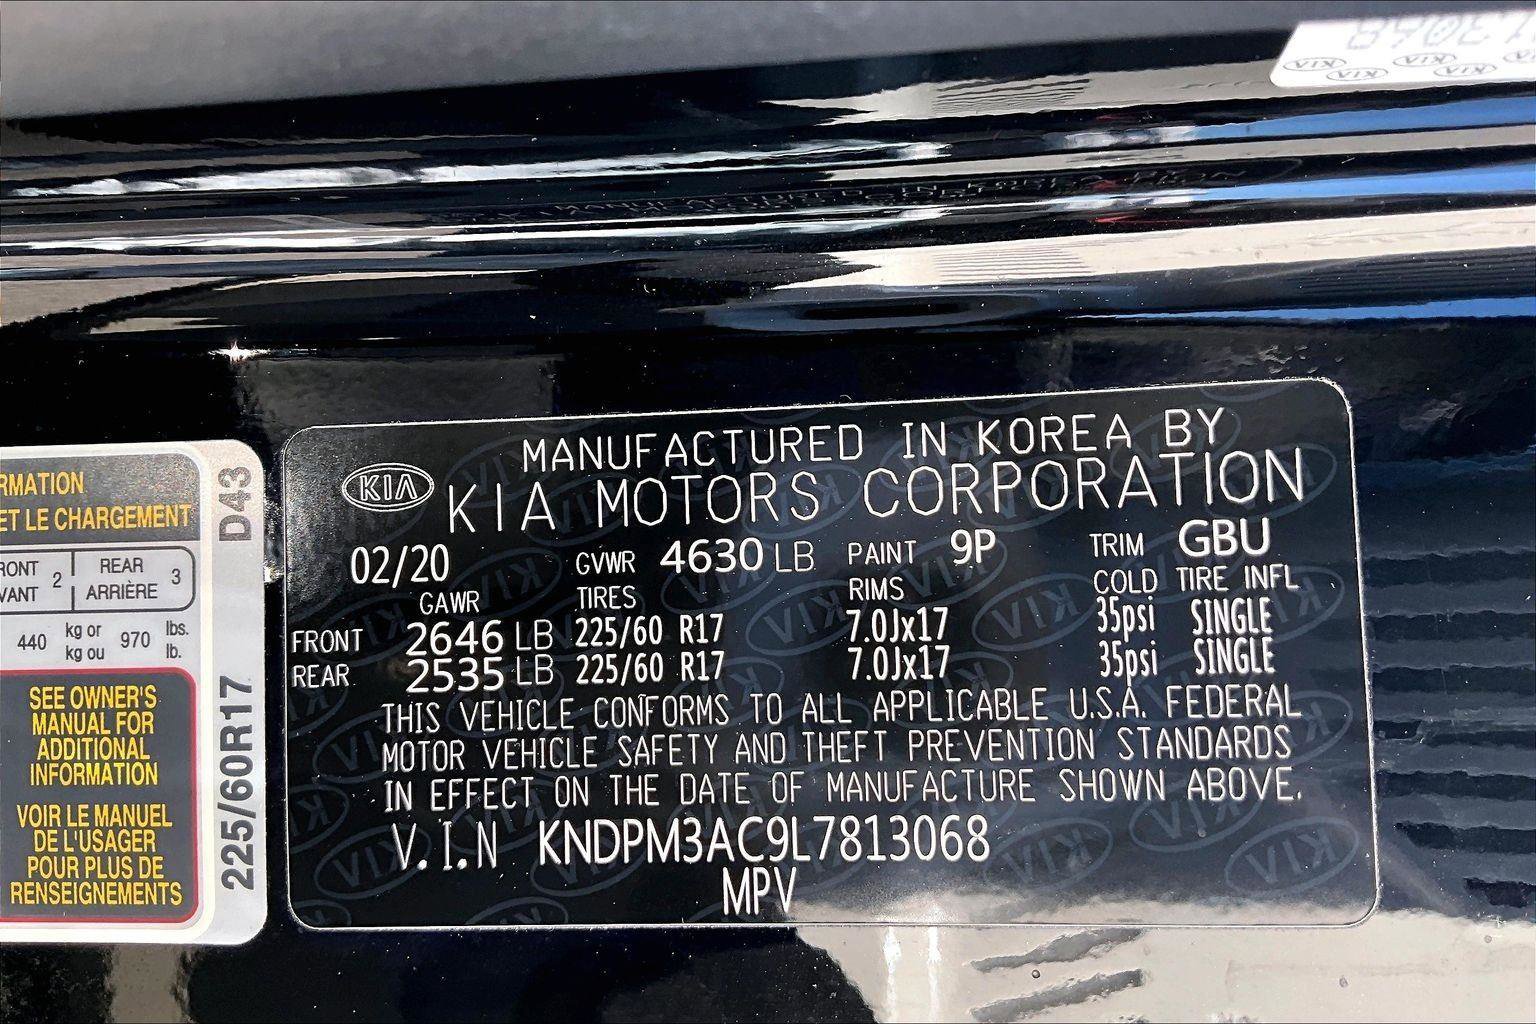 MANUFACTURED IN KOREA BY
KIA KIA MOTORS CORPORATION
02/20 GVWR 4630 LB PAINT 9P TRIM GBU
GAWR TIRES RIMS COLD TIRE INFL
FRONT 2646 LB 225/60 R17 7.0Jx17 35psi SINGLE
REAR 2535 LB 225/60 R17 7.0Jx17 35psi SINGLE
THIS VEHICLE CONFORMS TO ALL APPLICABLE U.S.A. FEDERAL
MOTOR VEHICLE SAFETY AND THEFT PREVENTION STANDARDS
IN EFFECT ON THE DATE OF MANUFACTURE SHOWN ABOVE.
V.I.N KNDPM3AC9L7813068
MPV
ET LE CHARGEMENT
2 REAR 3
ARRIÈRE
440 kg or 970 lbs.
kg ou lb.
SEE OWNER'S
MANUAL FOR
ADDITIONAL
INFORMATION
VOIR LE MANUEL
DE L'USAGER
POUR PLUS DE
RENSEIGNEMENTS
225/60R17 D43